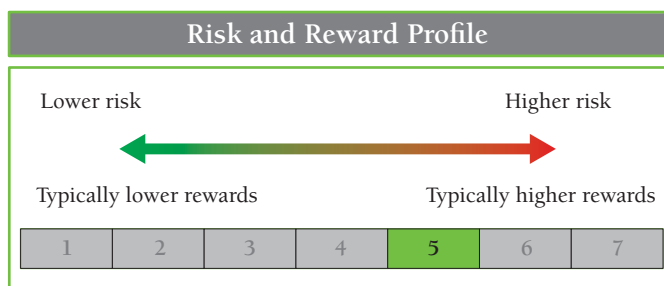 Risk and Reward Profile
Lower risk Higher risk
Typically lower rewards Typically higher rewards
1 2 3 4 5 6 7